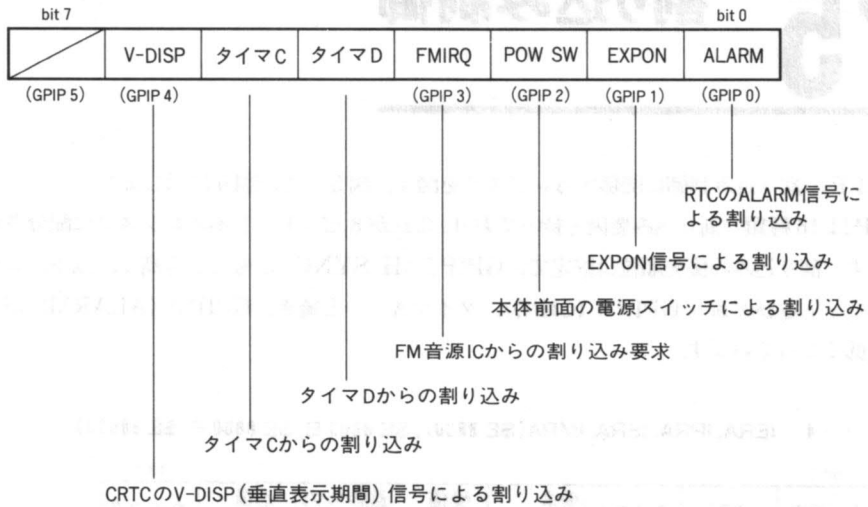 bit 7 bit 0
V-DISP タイマC タイマD FMIRQ POW SW EXPON ALARM
(GPIP 5) (GPIP 4) (GPIP 3) (GPIP 2) (GPIP 1) (GPIP 0)
RTCのALARM信号に
よる割り込み
EXPON信号による割り込み
本体前面の電源スイッチによる割り込み
FM音源ICからの割り込み要求
タイマDからの割り込み
タイマCからの割り込み
CRTCのV-DISP(垂直表示期間)信号による割り込み